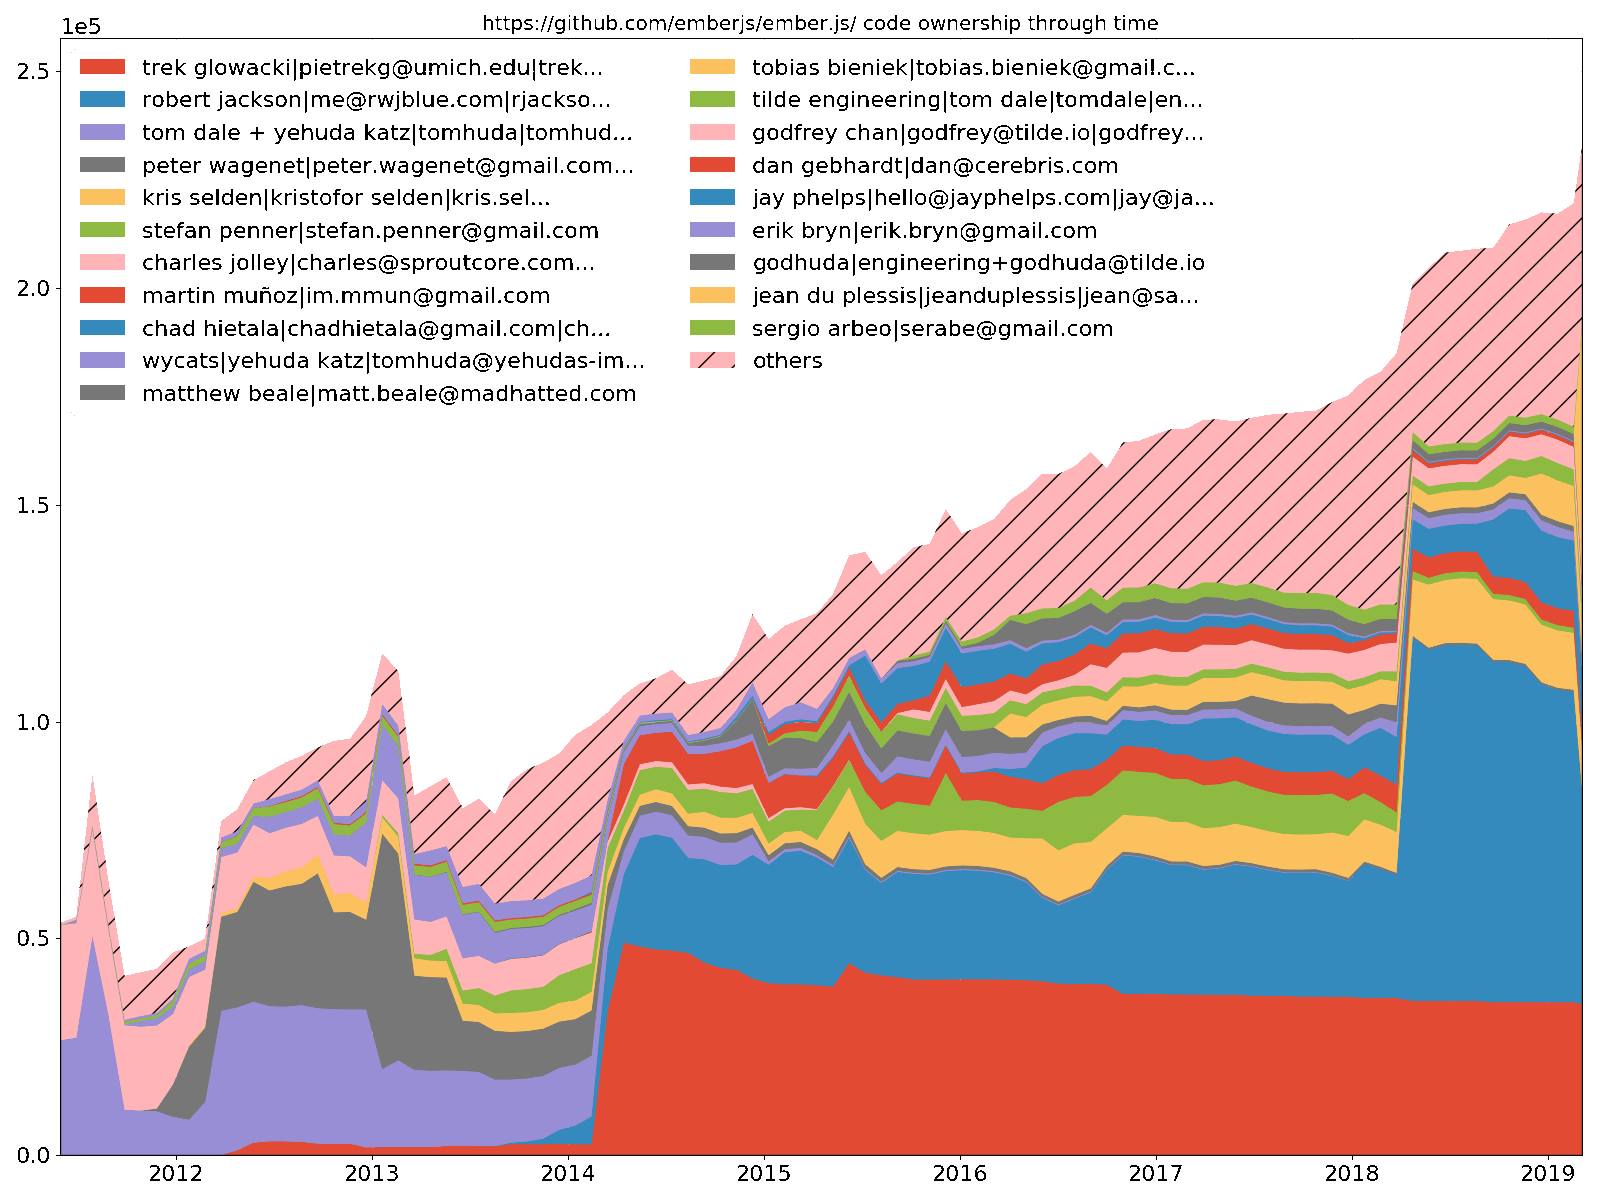 https://github.com/emberjs/ember.js/ code ownership through time
1e5
trek glowacki|pietrekg@umich.edu|trek...
robert jackson|me@rwjblue.com|rjackso...
tom dale + yehuda katz|tomhuda|tomhud...
peter wagenet|peter.wagenet@gmail.com...
kris selden|kristofor selden|kris.sel...
stefan penner|stefan.penner@gmail.com
charles jolley|charles@sproutcore.com...
martin muñoz|im.mmun@gmail.com
chad hietala|chadhietala@gmail.com|ch...
wycats|yehuda katz|tomhuda@yehudas-im...
matthew beale|matt.beale@madhatted.com
tobias bieniek|tobias.bieniek@gmail.c...
tilde engineering|tom dale|tomdale|en...
godfrey chan|godfrey@tilde.io|godfrey...
dan gebhardt|dan@cerebris.com
jay phelps|hello@jayphelps.com|jay@ja...
erik bryn|erik.bryn@gmail.com
godhuda|engineering+godhuda@tilde.io
jean du plessis|jeanduplessis|jean@sa...
sergio arbeo|serabe@gmail.com
others
2.5
2.0
1.5
1.0
0.5
0.0
2012 2013 2014 2015 2016 2017 2018 2019